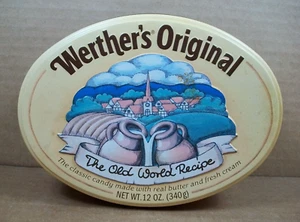 Werther's Original
The Old World Recipe
The classic candy made with real butter and fresh cream
NET WT. 12 OZ. (340g)